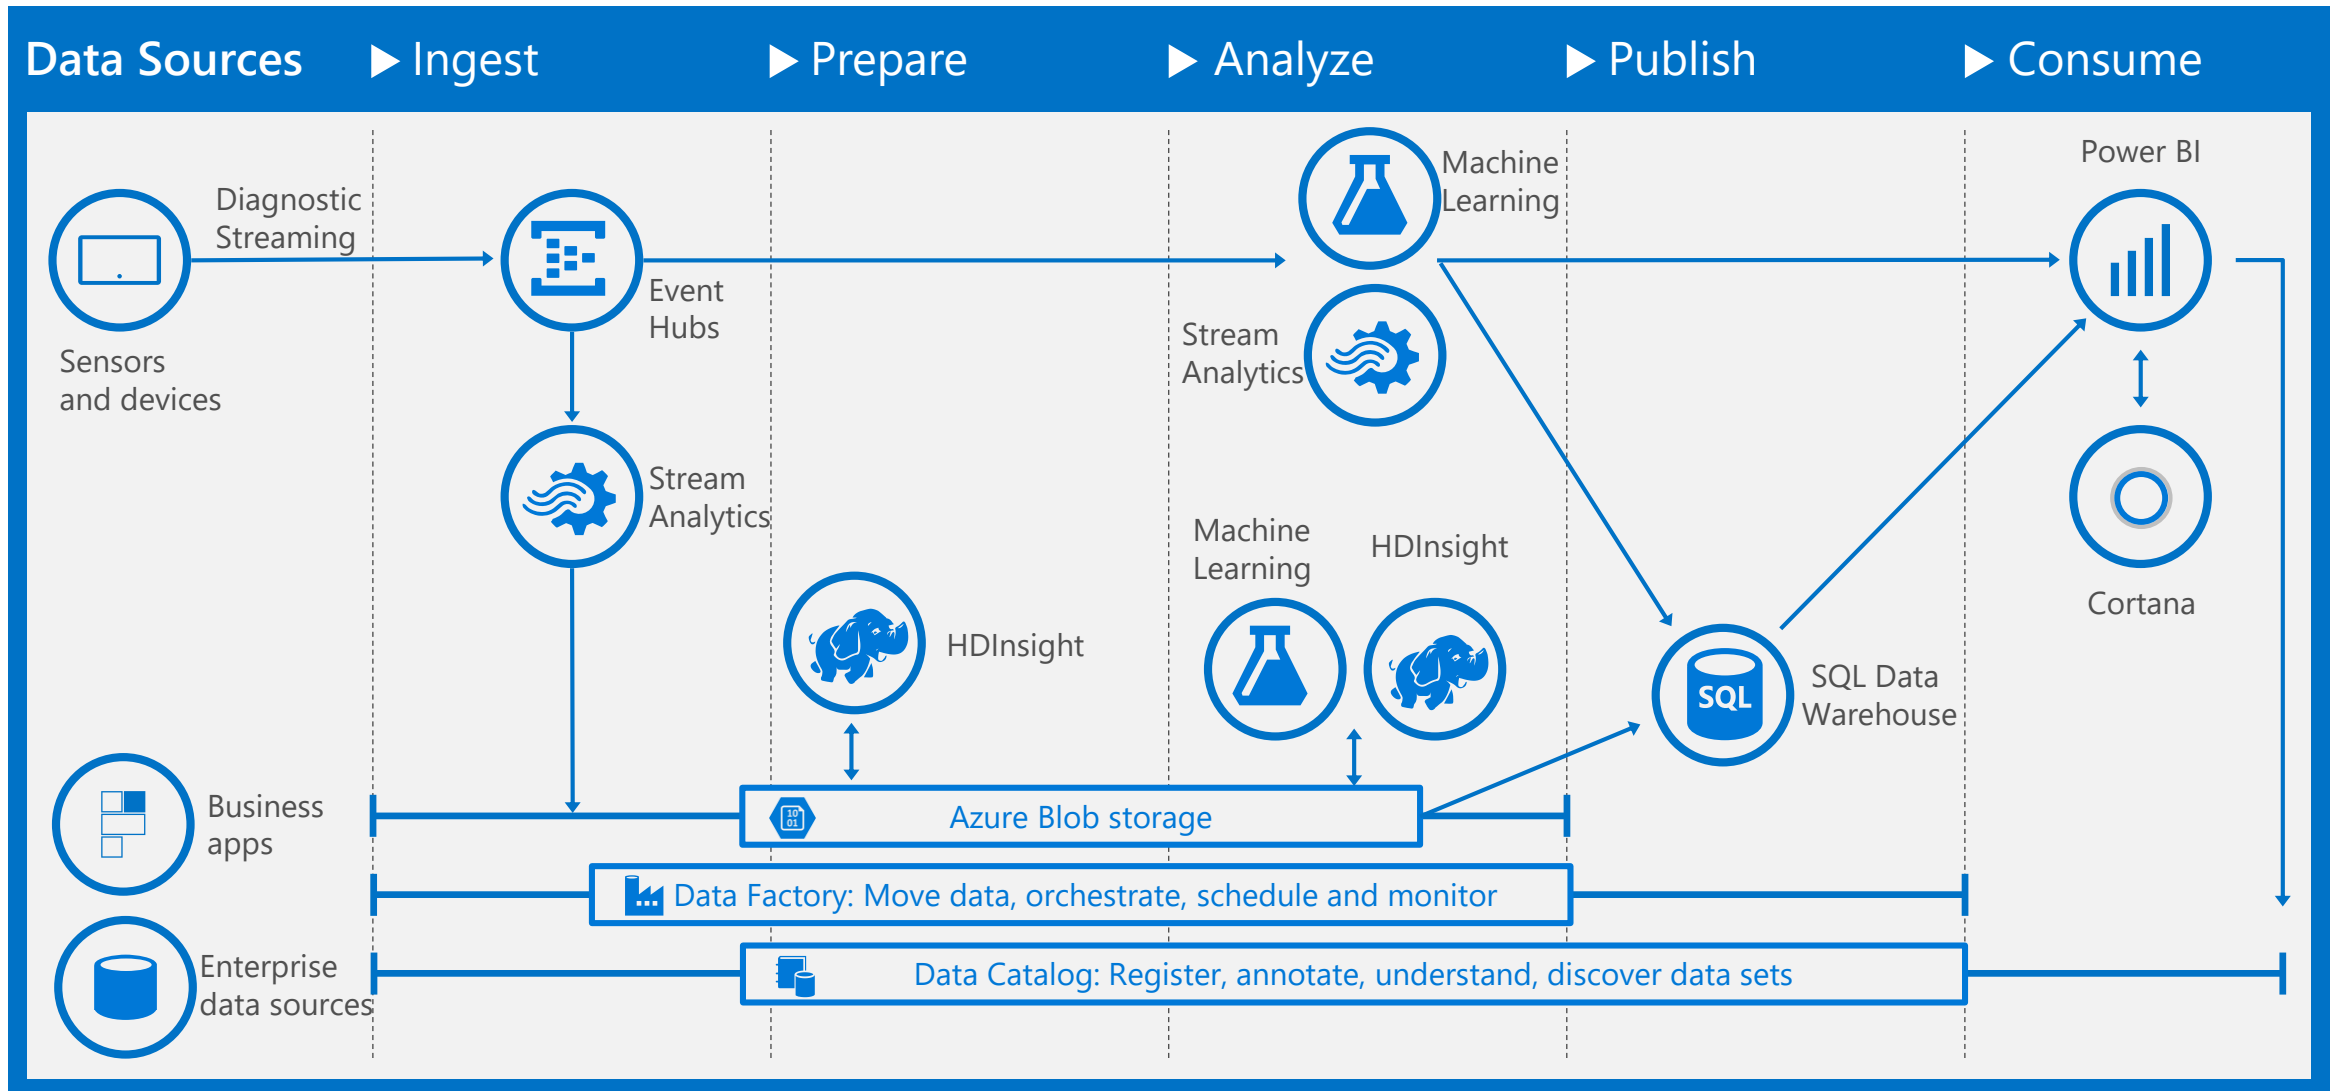 Data Sources
Ingest
Prepare
Analyze
Publish
Consume
Diagnostic
Streaming
Sensors
and devices
Event
Hubs
Stream
Analytics
Machine
Learning
Stream
Analytics
Power BI
Cortana
HDInsight
Machine
Learning
HDInsight
SQL
SQL Data
Warehouse
Business
apps
10
01
Azure Blob storage
Data Factory: Move data, orchestrate, schedule and monitor
Enterprise
data sources
Data Catalog: Register, annotate, understand, discover data sets